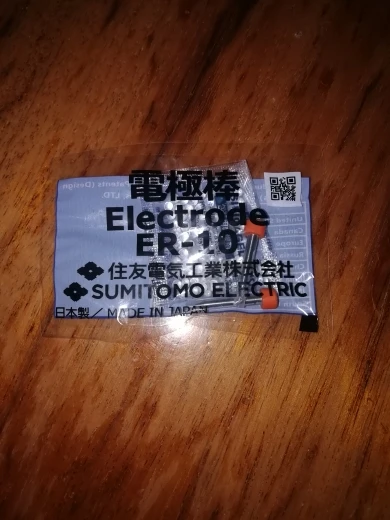 電極棒
Electrode
ER-10
住友電気工業株式会社
SUMITOMO ELECTRIC
日本製／MADE IN JAPAN